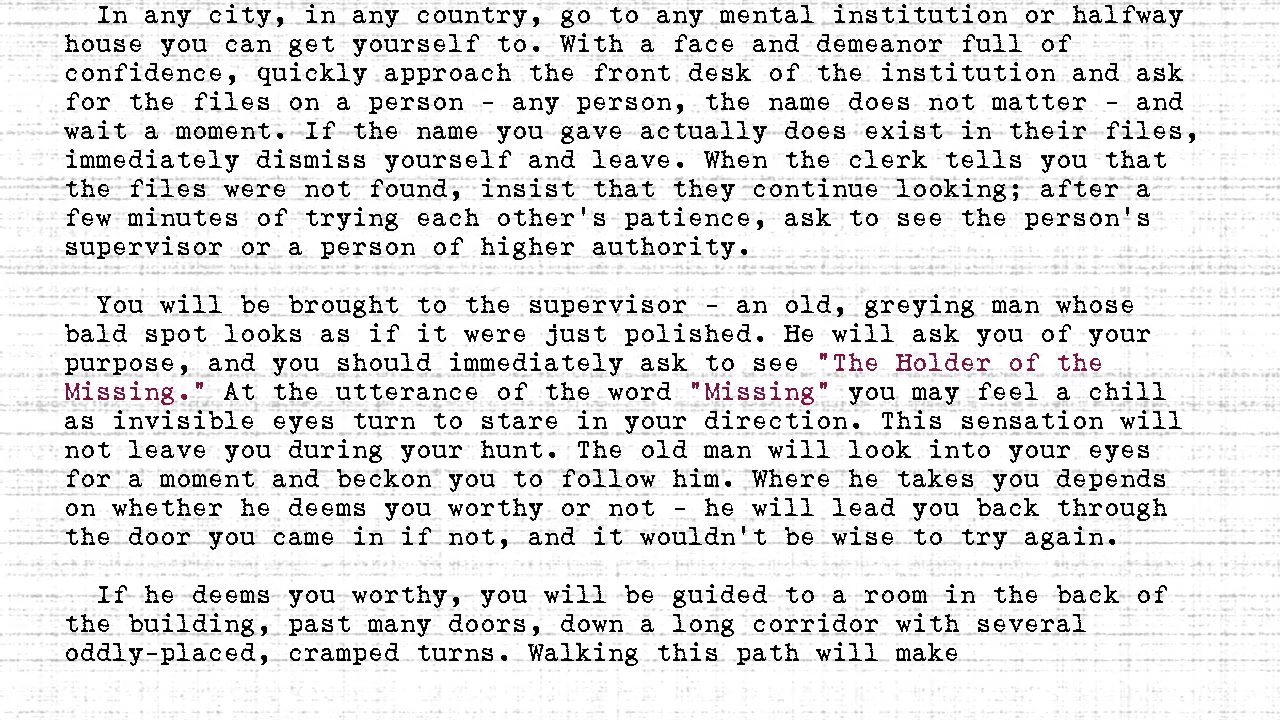 In any city, in any country, go to any mental institution or halfway
house you can get yourself to. With a face and demeanor full of
confidence, quickly approach the front desk of the institution and ask
for the files on a person - any person, the name does not matter - and
wait a moment. If the name you gave actually does exist in their files,
immediately dismiss yourself and leave. When the clerk tells you that
the files were not found, insist that they continue looking; after a
few minutes of trying each other's patience, ask to see the person's
supervisor or a person of higher authority.
You will be brought to the supervisor - an old, greying man whose
bald spot looks as if it were just polished. He will ask you of your
purpose, and you should immediately ask to see "The Holder of the
Missing." At the utterance of the word "Missing" you may feel a chill
as invisible eyes turn to stare in your direction. This sensation will
not leave you during your hunt. The old man will look into your eyes
for a moment and beckon you to follow him. Where he takes you depends
on whether he deems you worthy or not - he will lead you back through
the door you came in if not, and it wouldn't be wise to try again.
If he deems you worthy, you will be guided to a room in the back of
the building, past many doors, down a long corridor with several
oddly-placed, cramped turns. Walking this path will make